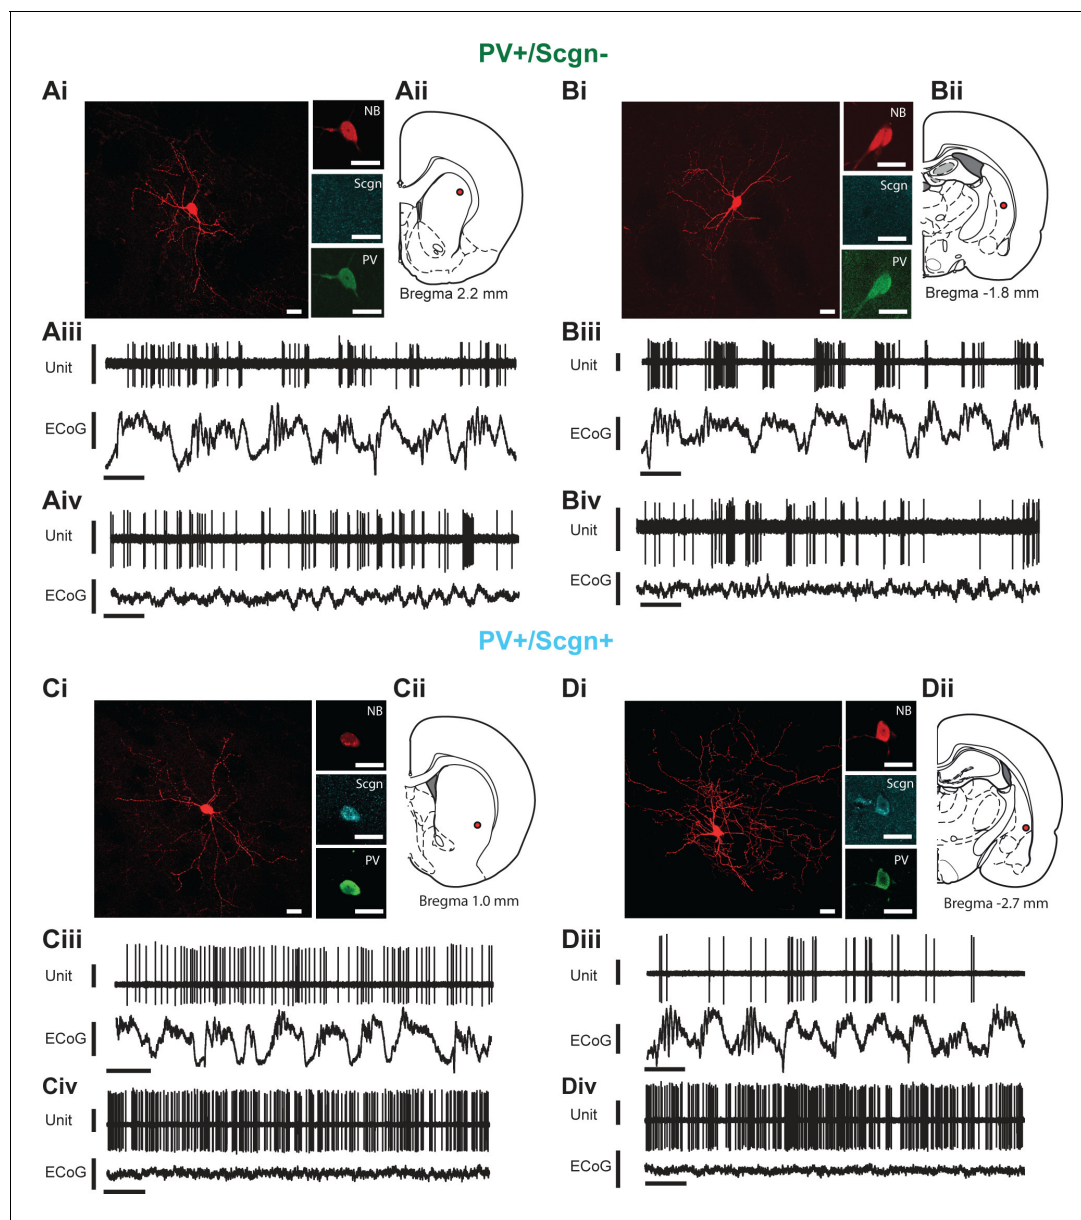 PV+/Scgn-
Ai
NB
Scgn
PV
Aii
Bregma 2.2 mm
Bi
NB
Scgn
PV
Bii
Bregma -1.8 mm
Aiii
Unit
ECoG
Biii
Unit
ECoG
Aiv
Unit
ECoG
Biv
Unit
ECoG
PV+/Scgn+
Ci
NB
Scgn
PV
Cii
Bregma 1.0 mm
Di
NB
Scgn
PV
Dii
Bregma -2.7 mm
Ciii
Unit
ECoG
Diii
Unit
ECoG
Civ
Unit
ECoG
Div
Unit
ECoG